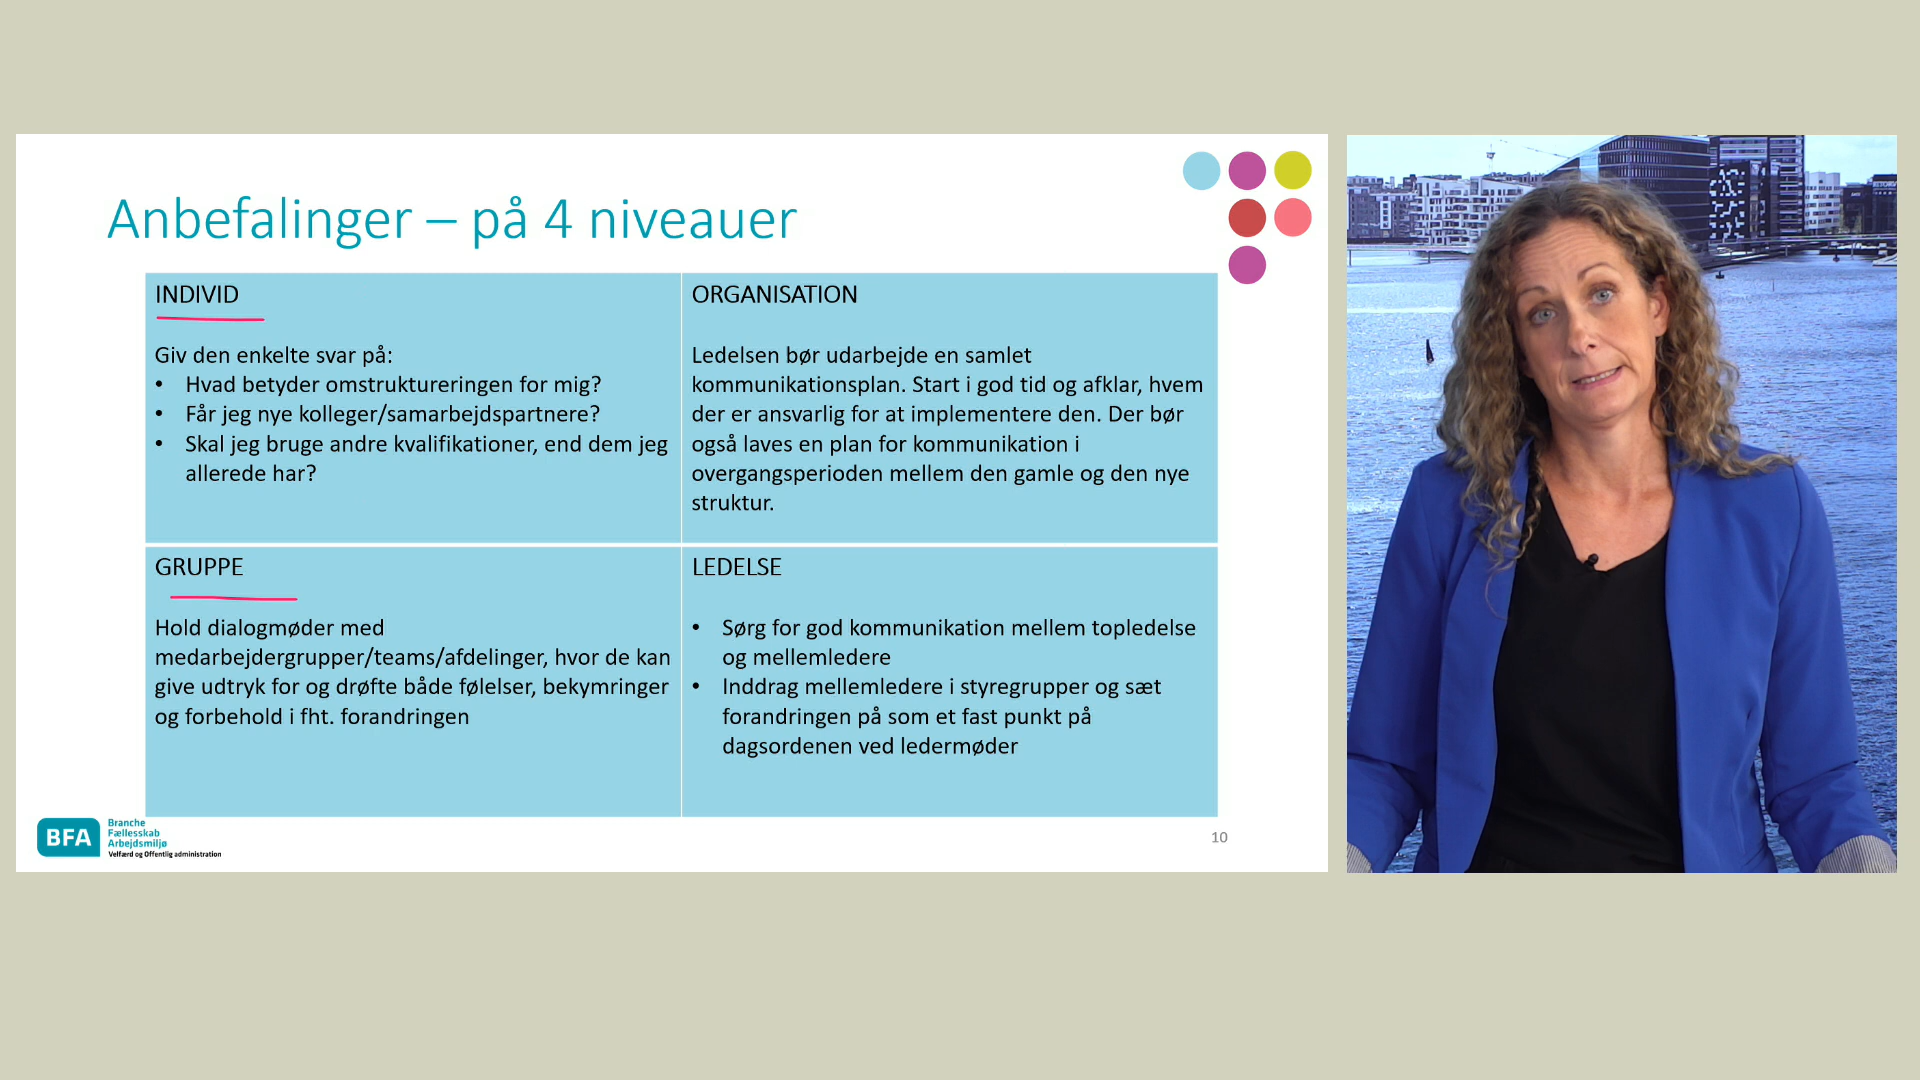 Anbefalinger – på 4 niveauer
INDIVID
Giv den enkelte svar på:
• Hvad betyder omstruktureringen for mig?
• Får jeg nye kolleger/samarbejdspartnere?
• Skal jeg bruge andre kvalifikationer, end dem jeg
allerede har?
ORGANISATION
Ledelsen bør udarbejde en samlet
kommunikationsplan. Start i god tid og afklar, hvem
der er ansvarlig for at implementere den. Der bør
også laves en plan for kommunikation i
overgangsperioden mellem den gamle og den nye
struktur.
GRUPPE
Hold dialogmøder med
medarbejdergrupper/teams/afdelinger, hvor de kan
give udtryk for og drøfte både følelser, bekymringer
og forbehold i fht. forandringen
LEDELSE
• Sørg for god kommunikation mellem topledelse
og mellemledere
• Inddrag mellemledere i styregrupper og sæt
forandringen på som et fast punkt på
dagsordenen ved ledermøder
BFA
Branche
Fællesskab
Arbejdsmiljø
Velfærd og Offentlig administration
10